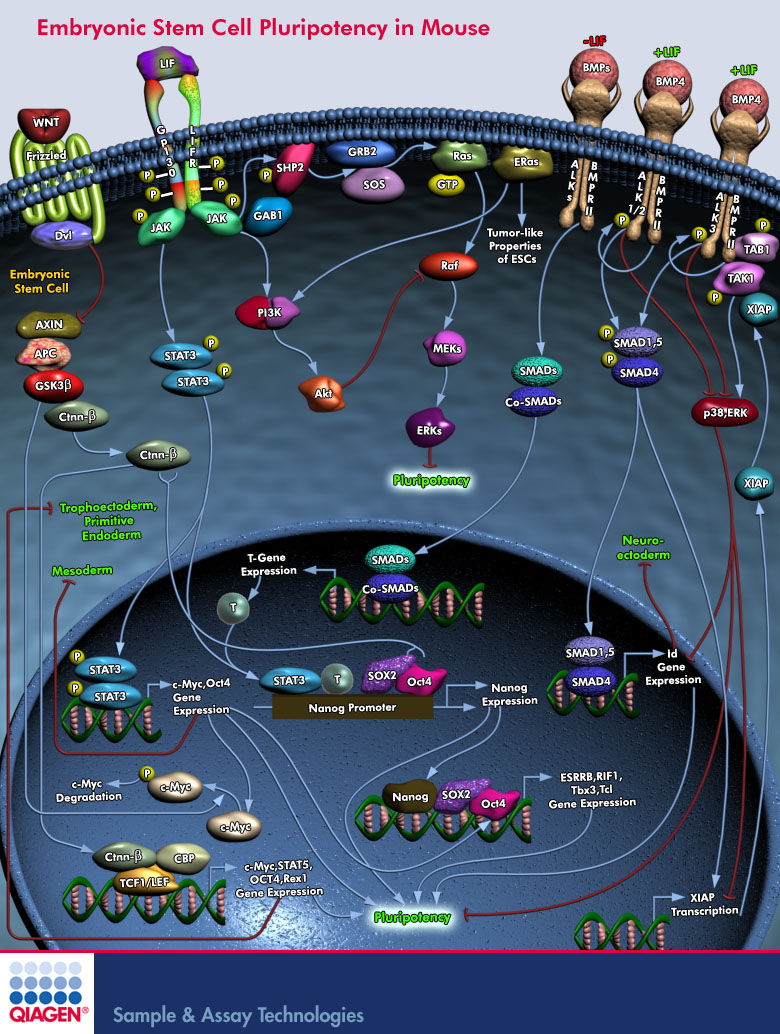 Embryonic Stem Cell Pluripotency in Mouse
LIF
-LIF
BMPs
+LIF
BMP4
+LIF
BMP4
WNT
Frizzled
Dvl
GP130
LIFR
P
P
P
P
P
P
P
JAK
JAK
P
SHP2
GAB1
GRB2
SOS
Ras
GTP
ERas
ALKs
BMPRII
ALK1/2
BMPRII
ALK3
BMPRII
P
P
P
TAB1
TAK1
P
XIAP
Tumor-like
Properties
of ESCs
Embryonic
Stem Cell
AXIN
APC
GSK3β
Ctnn-β
Ctnn-β
STAT3
P
STAT3
P
PI3K
Akt
Raf
MEKs
ERKs
Pluripotency
SMADs
Co-SMADs
P
SMAD1,5
P
SMAD4
p38,ERK
XIAP
Trophoectoderm,
Primitive
Endoderm
Mesoderm
Neuro-
ectoderm
T-Gene
Expression
T
SMADs
Co-SMADs
P
STAT3
P
STAT3
c-Myc,Oct4
Gene
Expression
STAT3
T
SOX2
Oct4
Nanog Promoter
Nanog
Expression
SMAD1,5
SMAD4
Id
Gene
Expression
c-Myc
Degradation
P
c-Myc
c-Myc
Nanog
SOX2
Oct4
ESRRB,RIF1,
Tbx3,Tcl
Gene Expression
Ctnn-β
CBP
TCF1/LEF
c-Myc,STAT5,
OCT4,Rex1
Gene Expression
Pluripotency
XIAP
Transcription
QIAGEN®
Sample & Assay Technologies